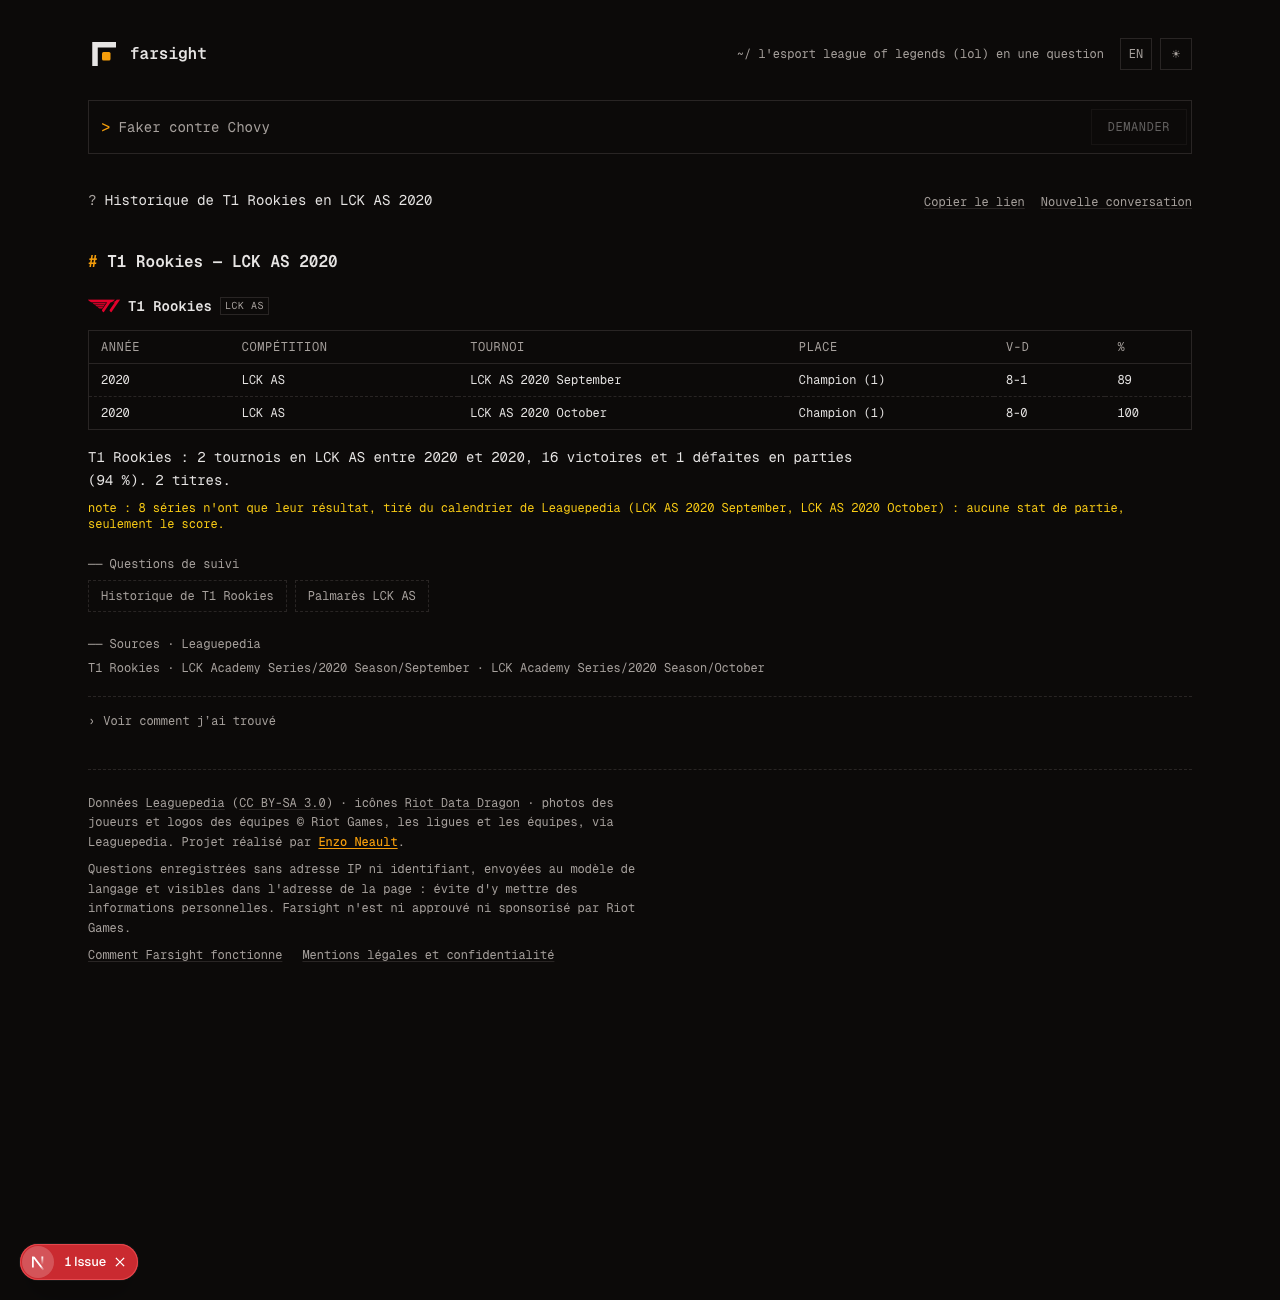 farsight
~/ l'esport league of legends (lol) en une question
EN
☀
> Faker contre Chovy
DEMANDER
? Historique de T1 Rookies en LCK AS 2020
Copier le lien
Nouvelle conversation
# T1 Rookies — LCK AS 2020
T1 Rookies LCK AS
ANNÉE COMPÉTITION TOURNOI PLACE V-D %
2020 LCK AS LCK AS 2020 September Champion (1) 8-1 89
2020 LCK AS LCK AS 2020 October Champion (1) 8-0 100
T1 Rookies : 2 tournois en LCK AS entre 2020 et 2020, 16 victoires et 1 défaites en parties
(94 %). 2 titres.
note : 8 séries n'ont que leur résultat, tiré du calendrier de Leaguepedia (LCK AS 2020 September, LCK AS 2020 October) : aucune stat de partie,
seulement le score.
—— Questions de suivi
Historique de T1 Rookies
Palmarès LCK AS
—— Sources · Leaguepedia
T1 Rookies · LCK Academy Series/2020 Season/September · LCK Academy Series/2020 Season/October
› Voir comment j'ai trouvé
Données Leaguepedia (CC BY-SA 3.0) · icônes Riot Data Dragon · photos des
joueurs et logos des équipes © Riot Games, les ligues et les équipes, via
Leaguepedia. Projet réalisé par Enzo Neault.
Questions enregistrées sans adresse IP ni identifiant, envoyées au modèle de
langage et visibles dans l'adresse de la page : évite d'y mettre des
informations personnelles. Farsight n'est ni approuvé ni sponsorisé par Riot
Games.
Comment Farsight fonctionne
Mentions légales et confidentialité
N 1 Issue ×